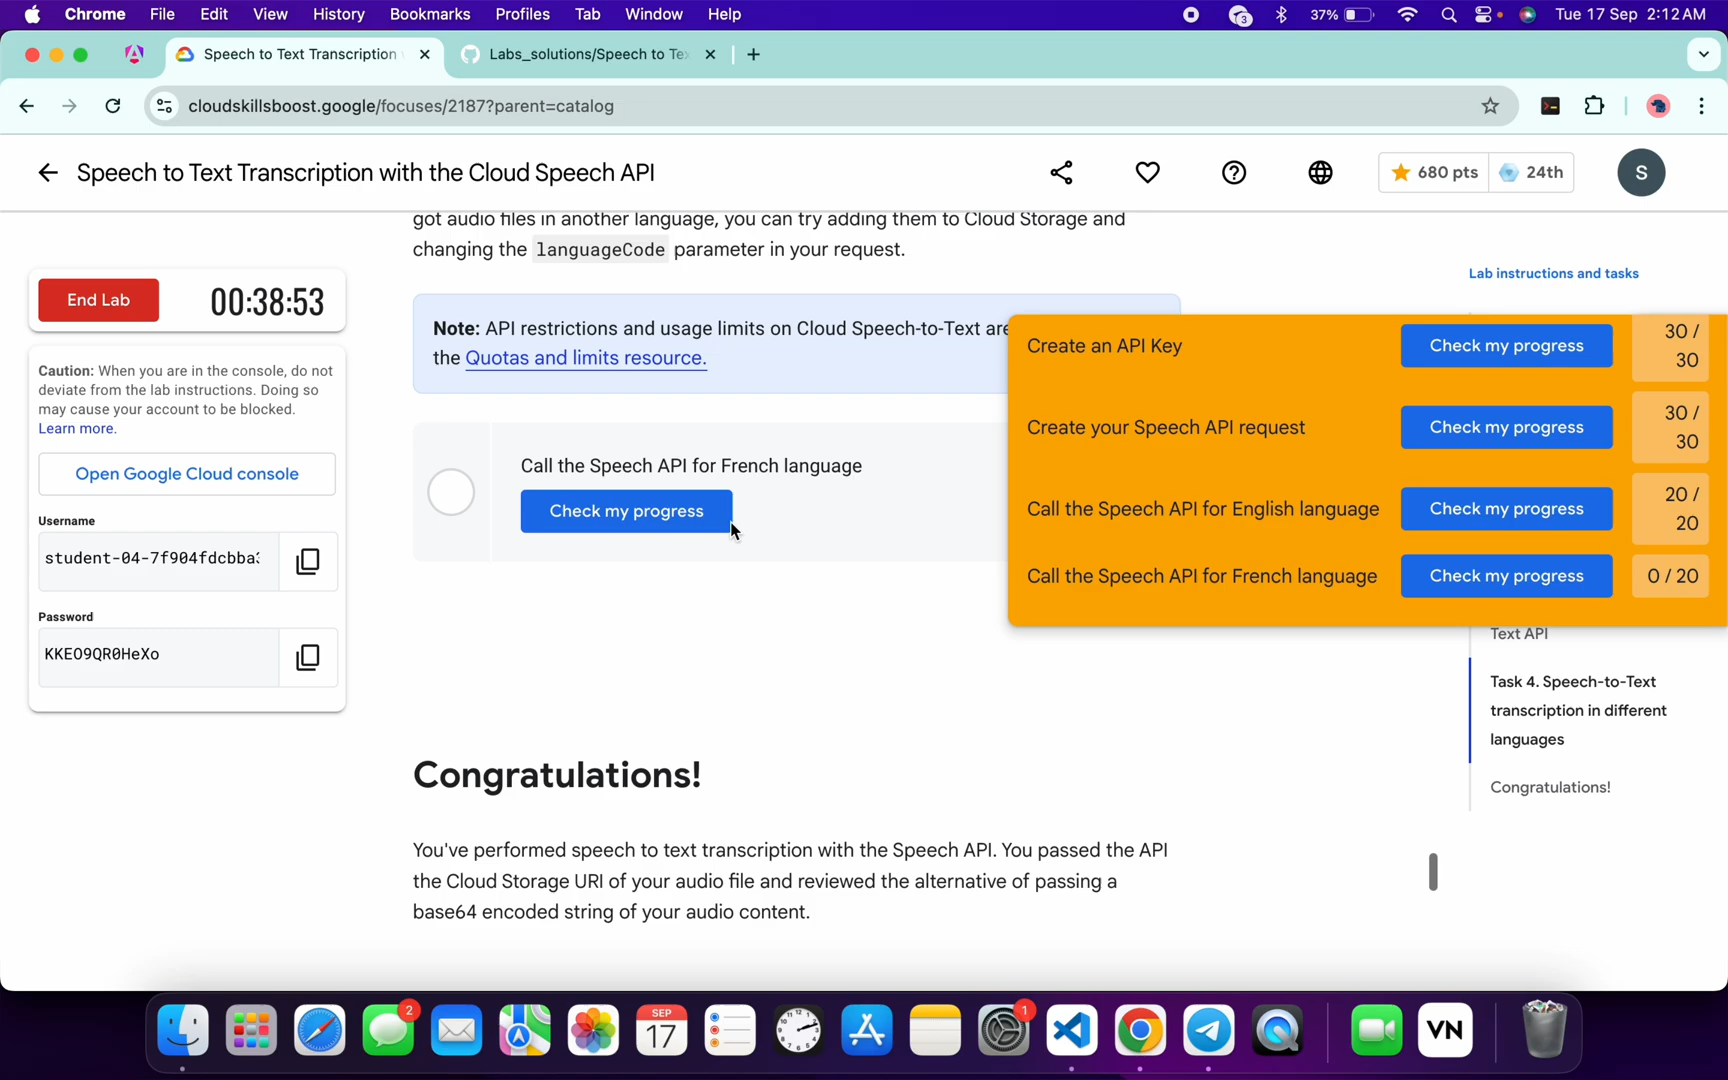 Chrome File Edit View History Bookmarks Profiles Tab Window Help 3 37% Tue 17 Sep 2:12 AM
Speech to Text Transcription Labs_solutions/Speech to Te
cloudskillsboost.google/focuses/2187?parent=catalog
Speech to Text Transcription with the Cloud Speech API 680 pts 24th S
got audio files in another language, you can try adding them to Cloud Storage and
changing the languageCode parameter in your request.
Note: API restrictions and usage limits on Cloud Speech-to-Text are
the Quotas and limits resource.
Call the Speech API for French language
Check my progress
End Lab 00:38:53
Caution: When you are in the console, do not
deviate from the lab instructions. Doing so
may cause your account to be blocked.
Learn more.
Open Google Cloud console
Username
student-04-7f904fdcbba
Password
KKEO9QR0HeXo
Lab instructions and tasks
Create an API Key Check my progress 30 /
30
Create your Speech API request Check my progress 30 /
30
Call the Speech API for English language Check my progress 20 /
20
Call the Speech API for French language Check my progress 0 / 20
Text API
Task 4. Speech-to-Text
transcription in different
languages
Congratulations!
Congratulations!
You've performed speech to text transcription with the Speech API. You passed the API
the Cloud Storage URI of your audio file and reviewed the alternative of passing a
base64 encoded string of your audio content.
2
SEP
17
1
VN